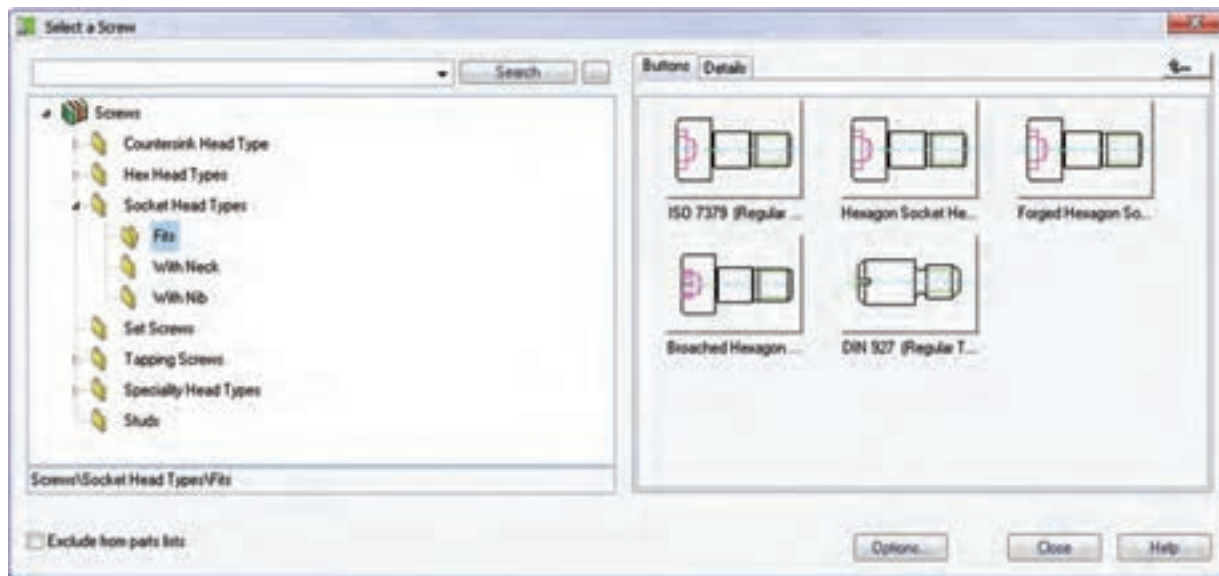 Select a Screw
Search ...
Screws
Countersink Head Type
Hex Head Types
Socket Head Types
Fits
With Neck
With Nib
Set Screws
Tapping Screws
Speciality Head Types
Studs
Screws\Socket Head Types\Fits
Exclude from parts lists
Buttons Details
ISO 7379 (Regular ... Hexagon Socket He... Forged Hexagon So...
Broached Hexagon ... DIN 927 (Regular T...
Options... Close Help